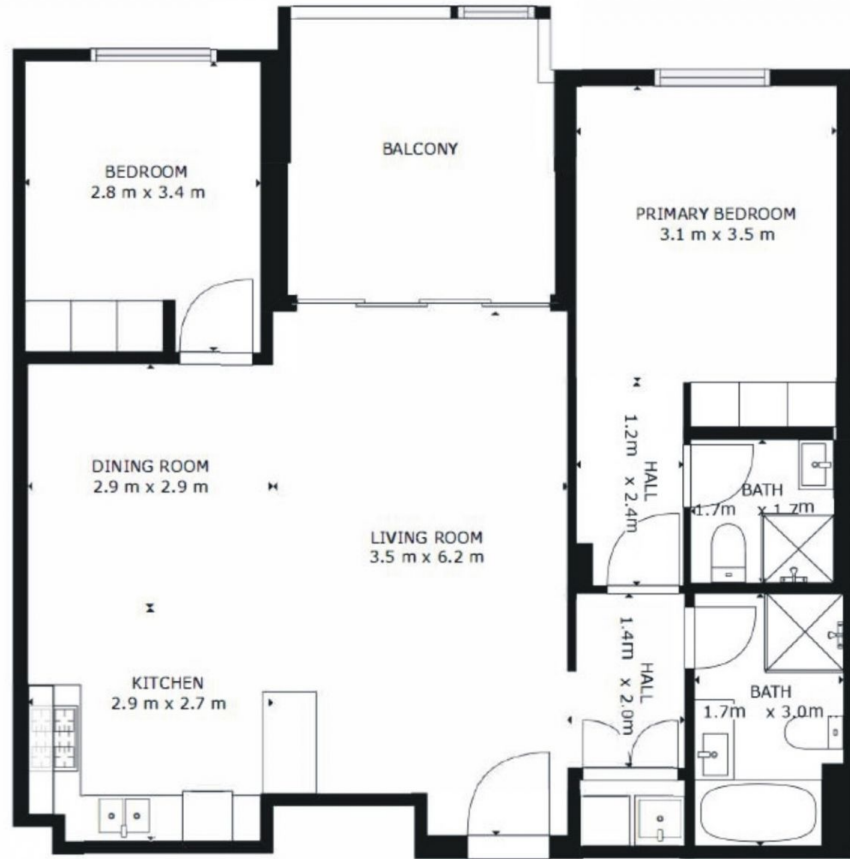 BALCONY
BEDROOM
2.8 m x 3.4 m
PRIMARY BEDROOM
3.1 m x 3.5 m
HALL
1.2m x 2.4m
DINING ROOM
2.9 m x 2.9 m
BATH
1.7m x 1.7m
LIVING ROOM
3.5 m x 6.2 m
HALL
1.4m x 2.0m
KITCHEN
2.9 m x 2.7 m
BATH
1.7m x 3.0m